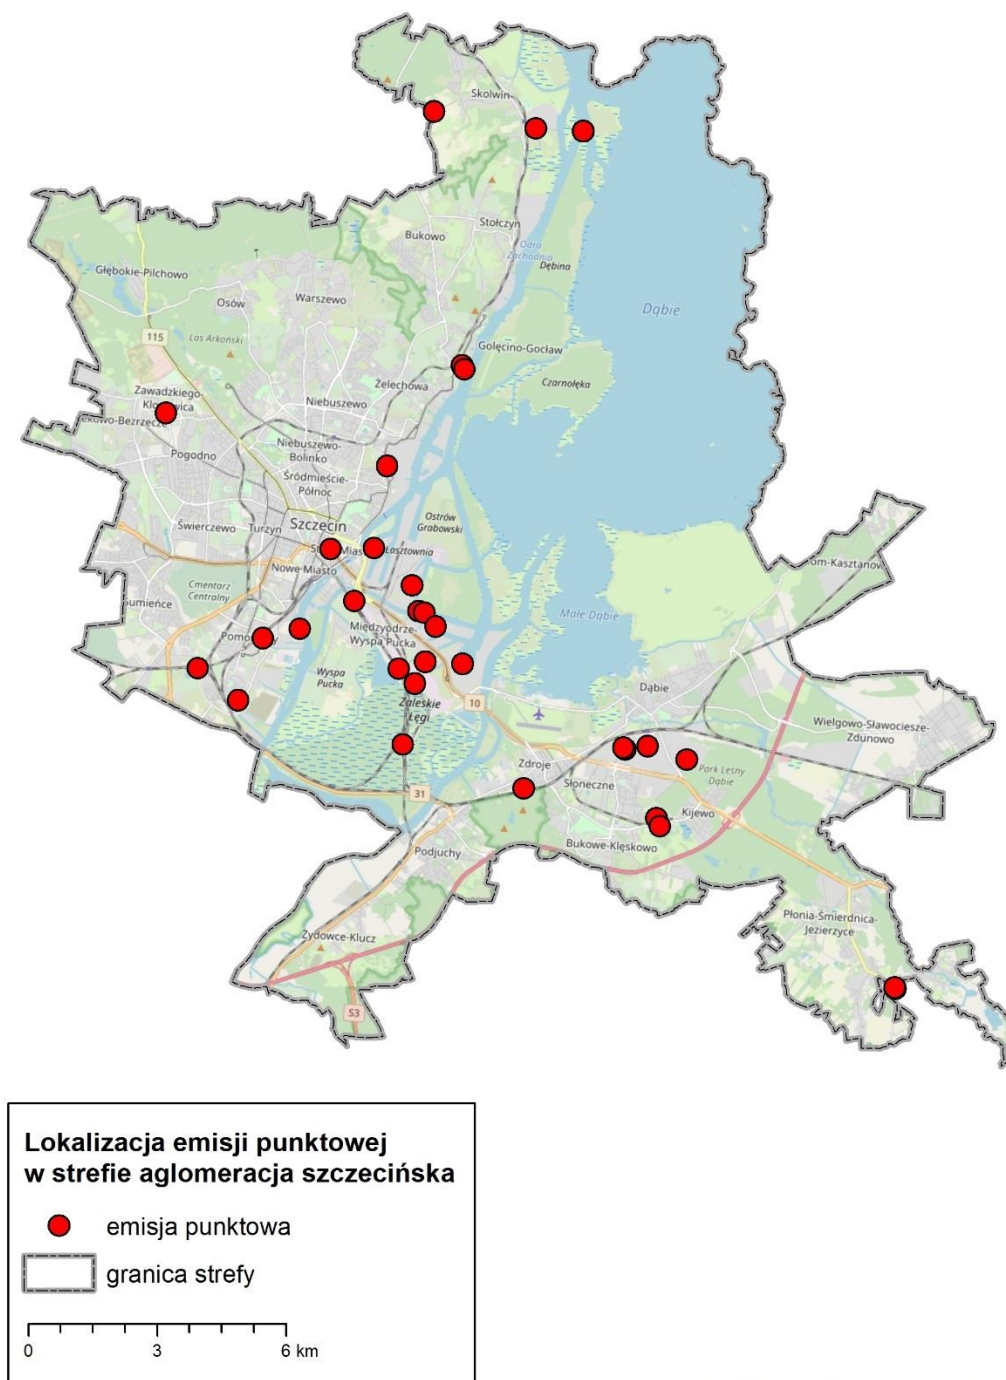 Skolwin
Stołczyn
Bukowo
Odra
Zachodnia
Dębina
Głębokie-Pilchowo
Osów
Warszewo
Dąbie
Las Arkoński
115
Golęcino-Gocław
Żelechowa
Czarnołęka
Zawadzkiego-
Niebuszewo
Pogodno
Niebuszewo-
Bolinko
Śródmieście-
Północ
Ostrów
Grabowski
Świerczewo
Turzyn
Szczecin
Łasztownia
Nowe Miasto
Cmentarz
Centralny
Małe Dąbie
Międzyodrze-
Wyspa Pucka
Wyspa
Pucka
Dąbie
Zaleskie
Łęgi
10
Wielgowo-Sławociesze-
Zdunowo
Zdroje
Słoneczne
Park Leśny
Dąbie
31
Kijewo
Bukowe-Klęskowo
Podjuchy
Płonia-Śmierdnica-
Jezierzyce
Żydowce-Klucz
S3
Lokalizacja emisji punktowej
w strefie aglomeracja szczecińska
emisja punktowa
granica strefy
0 3 6 km